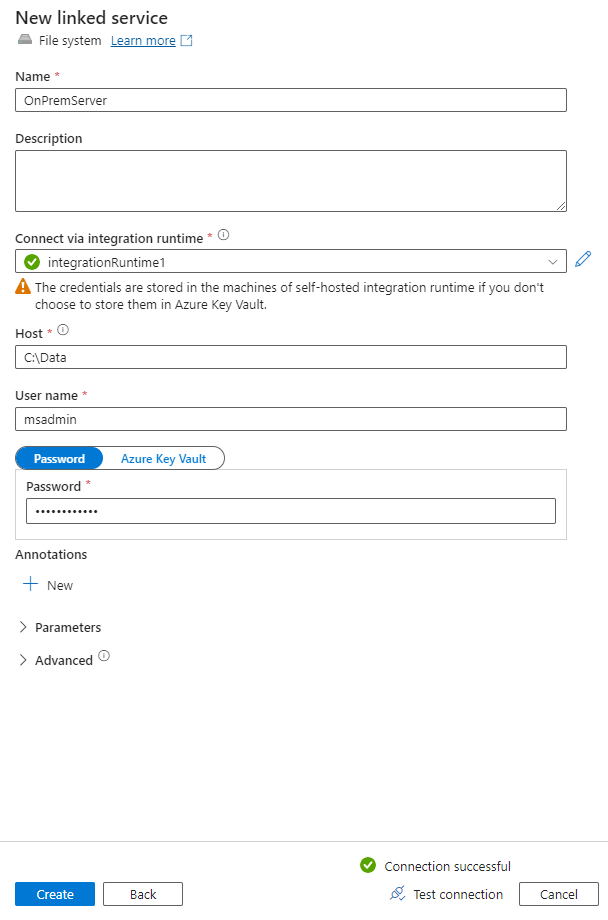 New linked service
File system Learn more
Name *
OnPremServer
Description
Connect via integration runtime *
integrationRuntime1
The credentials are stored in the machines of self-hosted integration runtime if you don't
choose to store them in Azure Key Vault.
Host *
C:\Data
User name *
msadmin
Password Azure Key Vault
Password *
••••••••••••
Annotations
New
Parameters
Advanced
Connection successful
Create Back Test connection Cancel